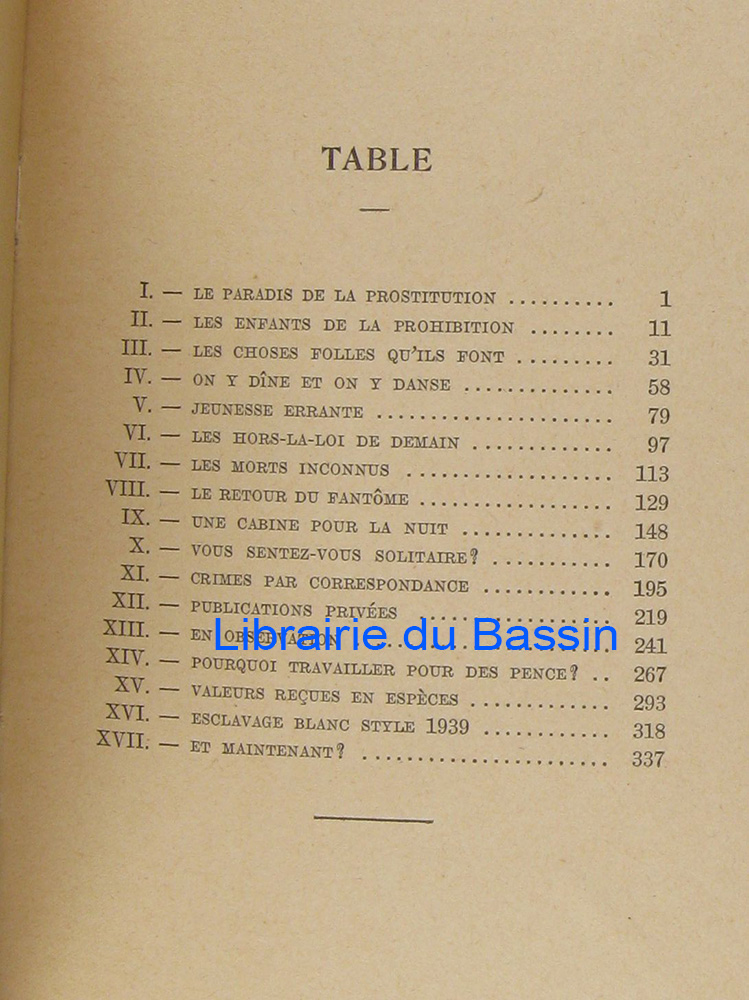 TABLE
I. — LE PARADIS DE LA PROSTITUTION .......... 1
II. — LES ENFANTS DE LA PROHIBITION ........ 11
III. — LES CHOSES FOLLES QU'ILS FONT ......... 31
IV. — ON Y DÎNE ET ON Y DANSE .............. 58
V. — JEUNESSE ERRANTE ...................... 79
VI. — LES HORS-LA-LOI DE DEMAIN ............. 97
VII. — LES MORTS INCONNUS ................... 113
VIII. — LE RETOUR DU FANTÔME .................. 129
IX. — UNE CABINE POUR LA NUIT .............. 148
X. — VOUS SENTEZ-VOUS SOLITAIRE? ........... 170
XI. — CRIMES PAR CORRESPONDANCE ............ 195
XII. — PUBLICATIONS PRIVÉES ................. 219
XIII. — EN OBSERVATION ...................... 241
Librairie du Bassin
XIV. — POURQUOI TRAVAILLER POUR DES PENCE? .. 267
XV. — VALEURS REÇUES EN ESPÈCES ............. 293
XVI. — ESCLAVAGE BLANC STYLE 1939 ............ 318
XVII. — ET MAINTENANT? ....................... 337